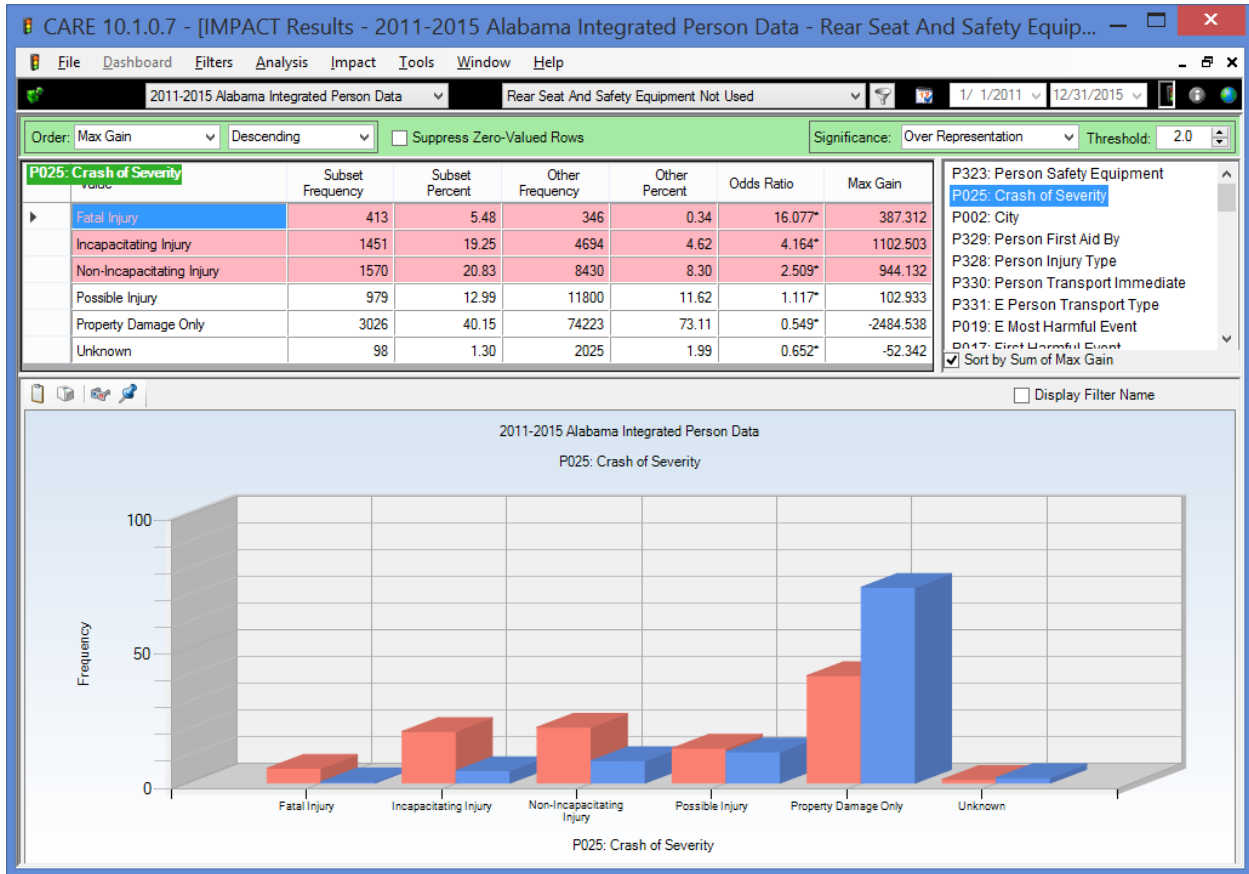 CARE 10.1.0.7 - [IMPACT Results - 2011-2015 Alabama Integrated Person Data - Rear Seat And Safety Equip...
File Dashboard Filters Analysis Impact Tools Window Help
2011-2015 Alabama Integrated Person Data Rear Seat And Safety Equipment Not Used 1/ 1/2011 12/31/2015
Order: Max Gain Descending Suppress Zero-Valued Rows Significance: Over Representation Threshold: 2.0
P025: Crash of Severity Subset Frequency Subset Percent Other Frequency Other Percent Odds Ratio Max Gain
Fatal Injury 413 5.48 346 0.34 16.077* 387.312
Incapacitating Injury 1451 19.25 4694 4.62 4.164* 1102.503
Non-Incapacitating Injury 1570 20.83 8430 8.30 2.509* 944.132
Possible Injury 979 12.99 11800 11.62 1.117* 102.933
Property Damage Only 3026 40.15 74223 73.11 0.549* -2484.538
Unknown 98 1.30 2025 1.99 0.652* -52.342
P323: Person Safety Equipment
P025: Crash of Severity
P002: City
P329: Person First Aid By
P328: Person Injury Type
P330: Person Transport Immediate
P331: E Person Transport Type
P019: E Most Harmful Event
P017: First Harmful Event
Sort by Sum of Max Gain
Display Filter Name
2011-2015 Alabama Integrated Person Data
P025: Crash of Severity
100
50
0
Frequency
Fatal Injury Incapacitating Injury Non-Incapacitating Injury Possible Injury Property Damage Only Unknown
P025: Crash of Severity